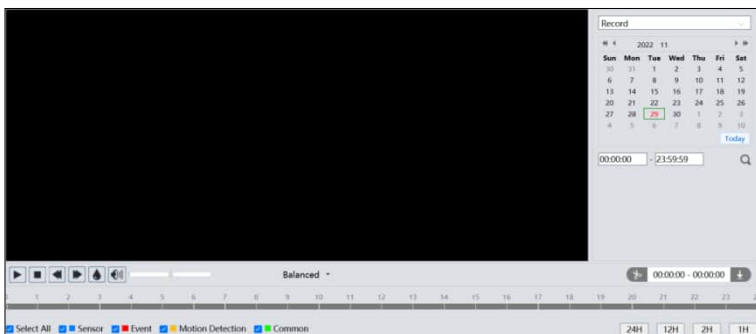 Record
2022 11
Sun Mon Tue Wed Thu Fri Sat
30 31 1 2 3 4 5
6 7 8 9 10 11 12
13 14 15 16 17 18 19
20 21 22 23 24 25 26
27 28 29 30 1 2 3
4 5 6 7 8 9 10
Today
00:00:00 - 23:59:59
Balanced
00:00:00 - 00:00:00
1 2 3 4 5 6 7 8 9 10 11 12 13 14 15 16 17 18 19 20 21 22 23
Select All Sensor Event Motion Detection Common
24H 12H 2H 1H